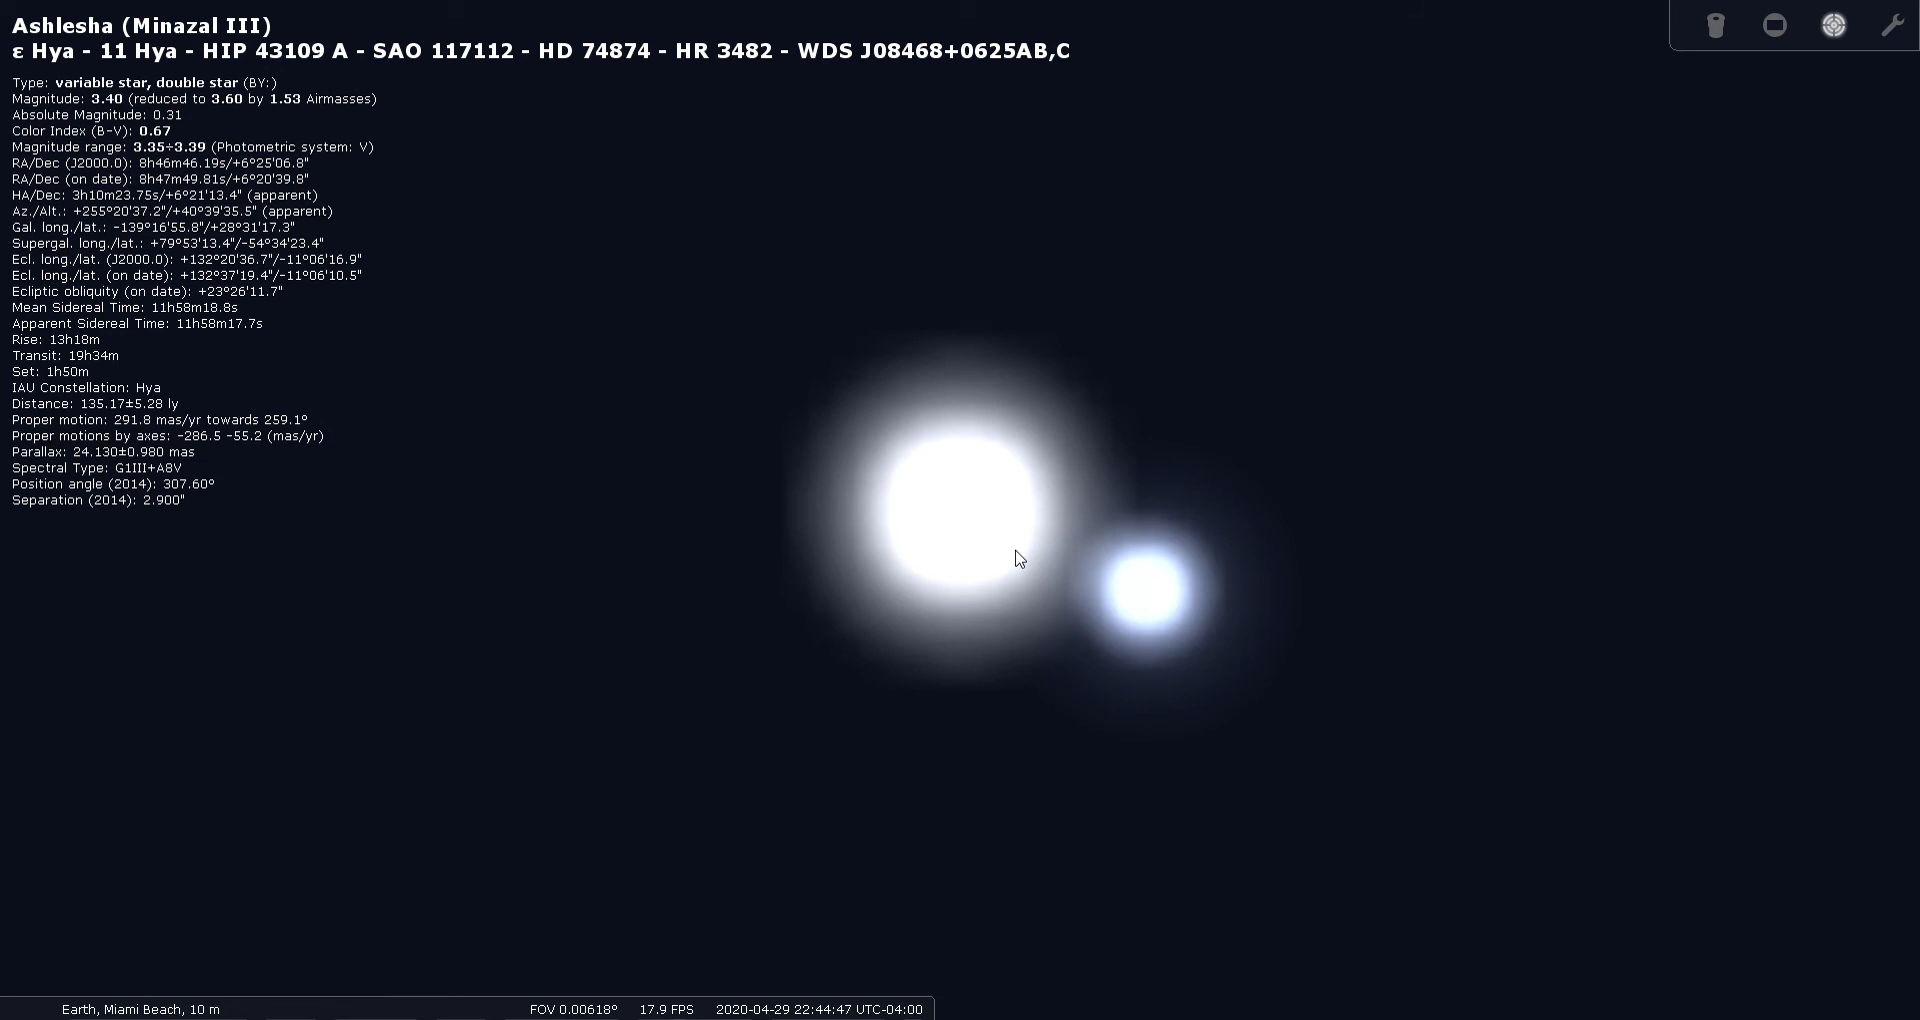 Ashlesha (Minazal III)
ε Hya - 11 Hya - HIP 43109 A - SAO 117112 - HD 74874 - HR 3482 - WDS J08468+0625AB,C
Type: variable star, double star (BY:)
Magnitude: 3.40 (reduced to 3.60 by 1.53 Airmasses)
Absolute Magnitude: 0.31
Color Index (B-V): 0.67
Magnitude range: 3.35÷3.39 (Photometric system: V)
RA/Dec (J2000.0): 8h46m46.19s/+6°25'06.8"
RA/Dec (on date): 8h47m49.81s/+6°20'39.8"
HA/Dec: 3h10m23.75s/+6°21'13.4" (apparent)
Az./Alt.: +255°20'37.2"/+40°39'35.5" (apparent)
Gal. long./lat.: -139°16'55.8"/+28°31'17.3"
Supergal. long./lat.: +79°53'13.4"/-54°34'23.4"
Ecl. long./lat. (J2000.0): +132°20'36.7"/-11°06'16.9"
Ecl. long./lat. (on date): +132°37'19.4"/-11°06'10.5"
Ecliptic obliquity (on date): +23°26'11.7"
Mean Sidereal Time: 11h58m18.8s
Apparent Sidereal Time: 11h58m17.7s
Rise: 13h18m
Transit: 19h34m
Set: 1h50m
IAU Constellation: Hya
Distance: 135.17±5.28 ly
Proper motion: 291.8 mas/yr towards 259.1°
Proper motions by axes: -286.5 -55.2 (mas/yr)
Parallax: 24.130±0.980 mas
Spectral Type: G1III+A8V
Position angle (2014): 307.60°
Separation (2014): 2.900"
Earth, Miami Beach, 10 m FOV 0.00618° 17.9 FPS 2020-04-29 22:44:47 UTC-04:00